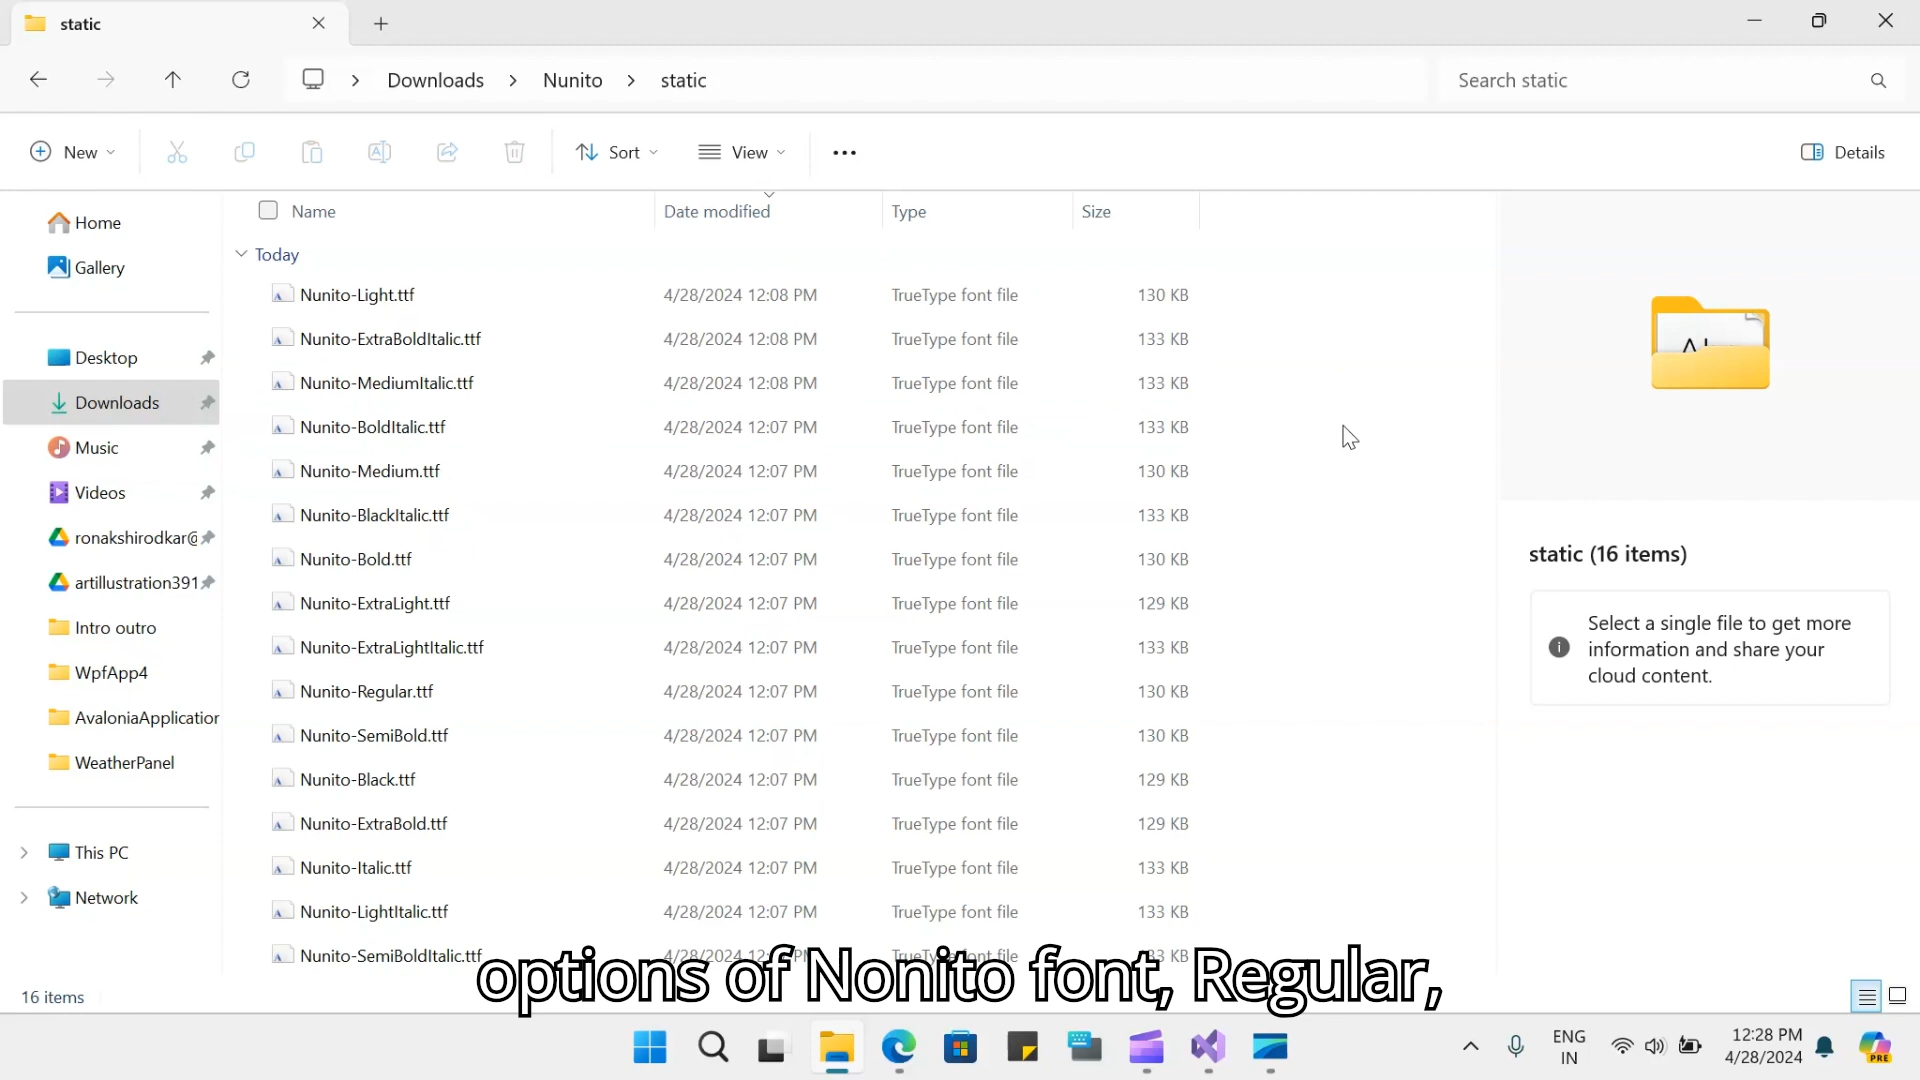 static
Downloads > Nunito > static
Search static
New
Sort
View
Details
Home
Gallery
Desktop
Downloads
Music
Videos
ronakshirodkar@
artillustration391
Intro outro
WpfApp4
AvaloniaApplication
WeatherPanel
This PC
Network
Name Date modified Type Size
Today
Nunito-Light.ttf 4/28/2024 12:08 PM TrueType font file 130 KB
Nunito-ExtraBoldItalic.ttf 4/28/2024 12:08 PM TrueType font file 133 KB
Nunito-MediumItalic.ttf 4/28/2024 12:08 PM TrueType font file 133 KB
Nunito-BoldItalic.ttf 4/28/2024 12:07 PM TrueType font file 133 KB
Nunito-Medium.ttf 4/28/2024 12:07 PM TrueType font file 130 KB
Nunito-BlackItalic.ttf 4/28/2024 12:07 PM TrueType font file 133 KB
Nunito-Bold.ttf 4/28/2024 12:07 PM TrueType font file 130 KB
Nunito-ExtraLight.ttf 4/28/2024 12:07 PM TrueType font file 129 KB
Nunito-ExtraLightItalic.ttf 4/28/2024 12:07 PM TrueType font file 133 KB
Nunito-Regular.ttf 4/28/2024 12:07 PM TrueType font file 130 KB
Nunito-SemiBold.ttf 4/28/2024 12:07 PM TrueType font file 130 KB
Nunito-Black.ttf 4/28/2024 12:07 PM TrueType font file 129 KB
Nunito-ExtraBold.ttf 4/28/2024 12:07 PM TrueType font file 129 KB
Nunito-Italic.ttf 4/28/2024 12:07 PM TrueType font file 133 KB
Nunito-LightItalic.ttf 4/28/2024 12:07 PM TrueType font file 133 KB
Nunito-SemiBoldItalic.ttf 4/28/2024 12:07 PM TrueType font file 133 KB
static (16 items)
Select a single file to get more
information and share your
cloud content.
options of Nonito font, Regular,
16 items
ENG
IN
12:28 PM
4/28/2024
PRE